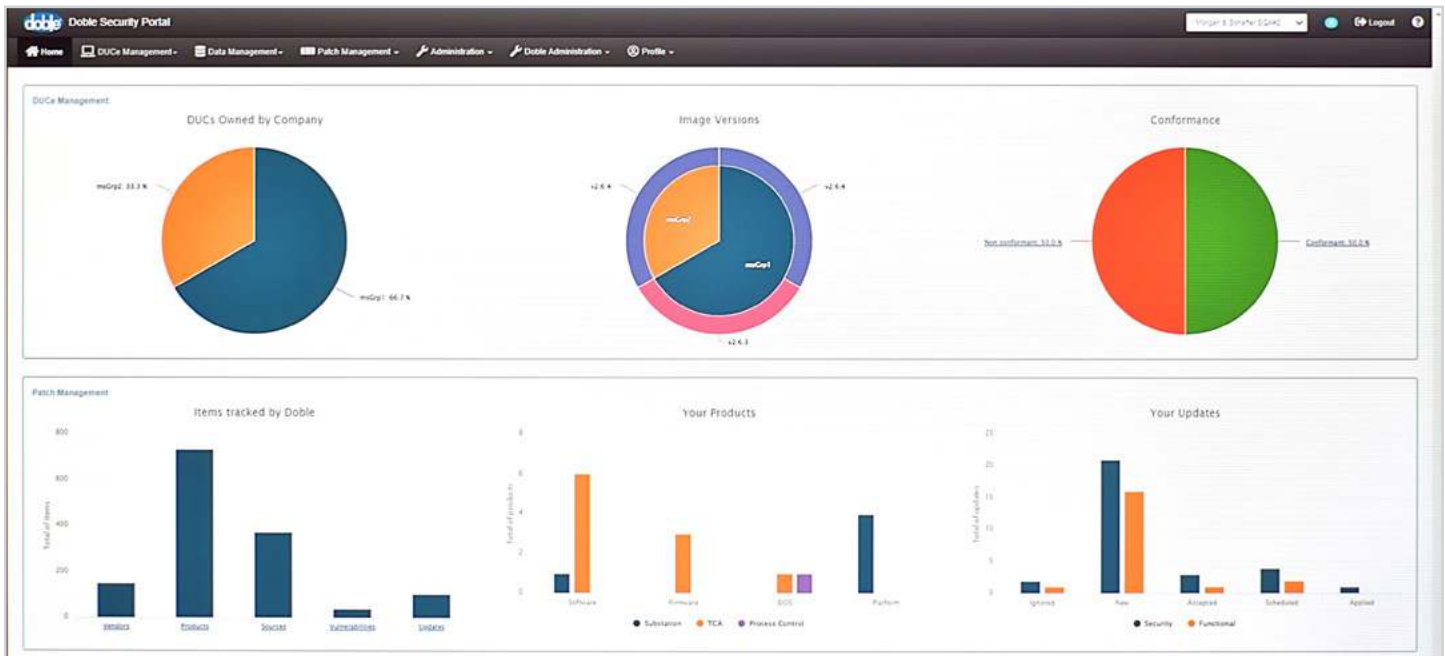 doble Doble Security Portal
Logout
Home
DUCe Management
Data Management
Patch Management
Administration
Doble Administration
Profile
DUCe Management
DUCs Owned by Company
msGrp2: 33.3 %
msGrp1: 66.7 %
Image Versions
v2.6.4
v2.6.4
msGrp2
msGrp1
v2.6.3
Conformance
Non conformant: 50.0 %
Conformant: 50.0 %
Patch Management
Items tracked by Doble
Total of items
800
600
400
200
0
Vendors
Products
Sources
Vulnerabilities
Updates
Your Products
Total of products
8
6
4
2
0
Software
Firmware
BIOS
Platform
Substation
TCA
Process Control
Your Updates
Total of updates
25
20
15
10
5
0
Ignored
Raw
Accepted
Scheduled
Applied
Security
Functional